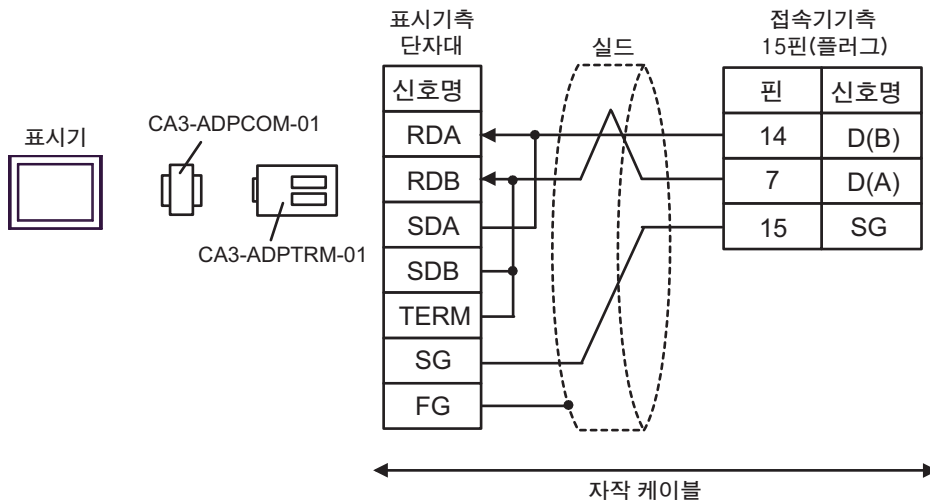 표시기측
단자대
실드
접속기기측
15핀(플러그)
표시기
CA3-ADPCOM-01
CA3-ADPTRM-01
신호명
RDA
RDB
SDA
SDB
TERM
SG
FG
핀 신호명
14 D(B)
7 D(A)
15 SG
자작 케이블